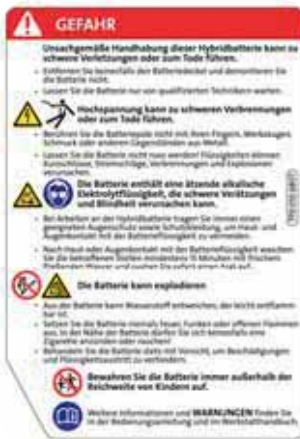 GEFAHR
Unsachgemäße Handhabung dieser Hybridbatterie kann zu
schweren Verletzungen oder zum Tode führen.
- Entfernen Sie keinesfalls den Batteriedeckel und demontieren Sie
die Batterie nicht.
- Lassen Sie die Batterie nur von qualifizierten Technikern warten.
Hochspannung kann zu schweren Verbrennungen
oder zum Tode führen.
- Berühren Sie die Batteriepole nicht mit Ihren Fingern, Werkzeugen,
Schmuck oder anderen Gegenständen aus Metall.
- Lassen Sie die Batterie nicht nass werden! Flüssigkeiten können
Kurzschlüsse, Stromschläge, Verbrennungen und Explosionen
verursachen.
Die Batterie enthält eine ätzende alkalische
Elektrolytflüssigkeit, die schwere Verätzungen
und Blindheit verursachen kann.
- Bei Arbeiten an der Hybridbatterie tragen Sie immer einen
geeigneten Augenschutz sowie Schutzkleidung, um Haut- und
Augenkontakt mit der Batterieflüssigkeit zu vermeiden.
- Nach Haut- oder Augenkontakt mit der Batterieflüssigkeit waschen
Sie die betroffenen Stellen mindestens 15 Minuten mit frischem
fließenden Wasser und suchen Sie sofort einen Arzt auf.
Die Batterie kann explodieren
- Aus der Batterie kann Wasserstoff entweichen, der leicht entflamm-
bar ist.
- Setzen Sie die Batterie niemals Feuer, Funken oder offenen Flammen
aus. In der Nähe der Batterie dürfen Sie sich keinesfalls eine
Zigarette anzünden oder rauchen!
- Behandeln Sie die Batterie stets mit Vorsicht, um Beschädigungen
und Flüssigkeitsaustritt zu verhindern.
Bewahren Sie die Batterie immer außerhalb der
Reichweite von Kindern auf.
Weitere Informationen und WARNUNGEN finden Sie
in der Bedienungsanleitung und im Werkstatthandbuch.